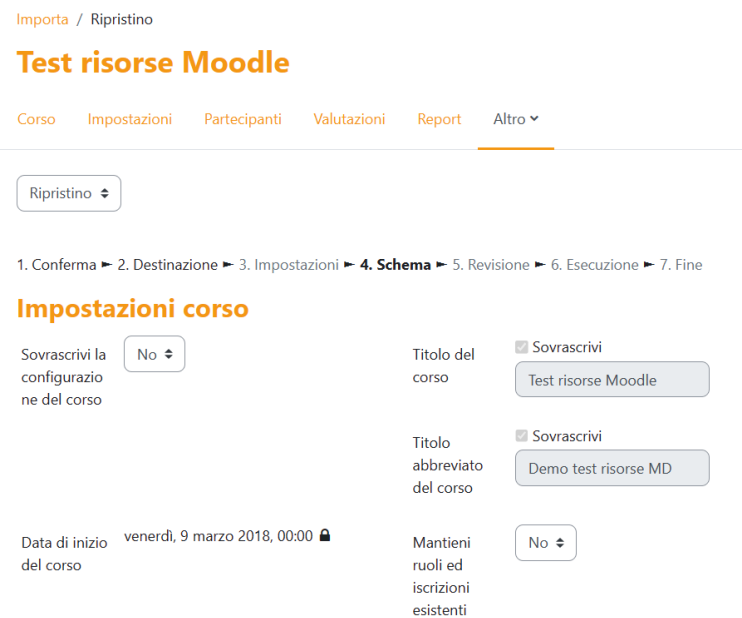 Importa / Ripristino
Test risorse Moodle
Corso Impostazioni Partecipanti Valutazioni Report Altro
Ripristino
1. Conferma ► 2. Destinazione ► 3. Impostazioni ► 4. Schema ► 5. Revisione ► 6. Esecuzione ► 7. Fine
Impostazioni corso
Sovrascrivi la
configurazio
ne del corso
No
Titolo del
corso
Sovrascrivi
Test risorse Moodle
Titolo
abbreviato
del corso
Sovrascrivi
Demo test risorse MD
Data di inizio
del corso
venerdì, 9 marzo 2018, 00:00
Mantieni
ruoli ed
iscrizioni
esistenti
No